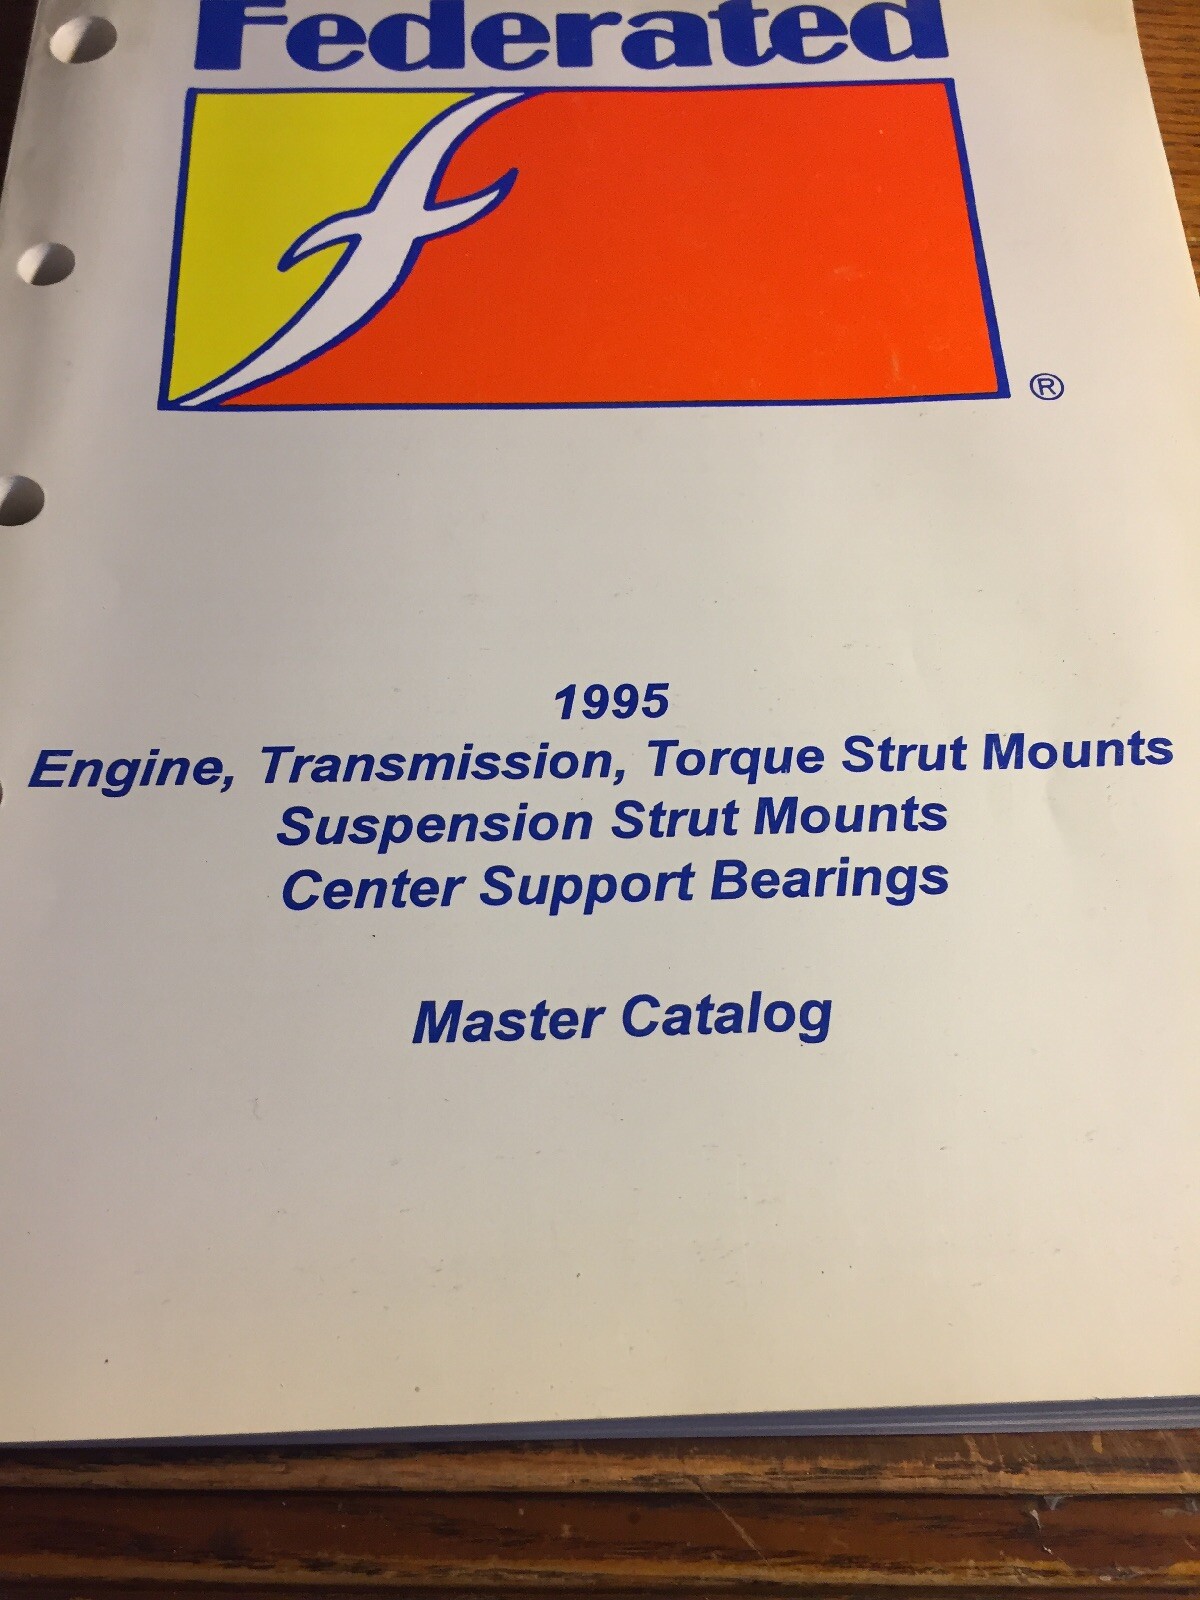 Federated
®
1995
Engine, Transmission, Torque Strut Mounts
Suspension Strut Mounts
Center Support Bearings
Master Catalog